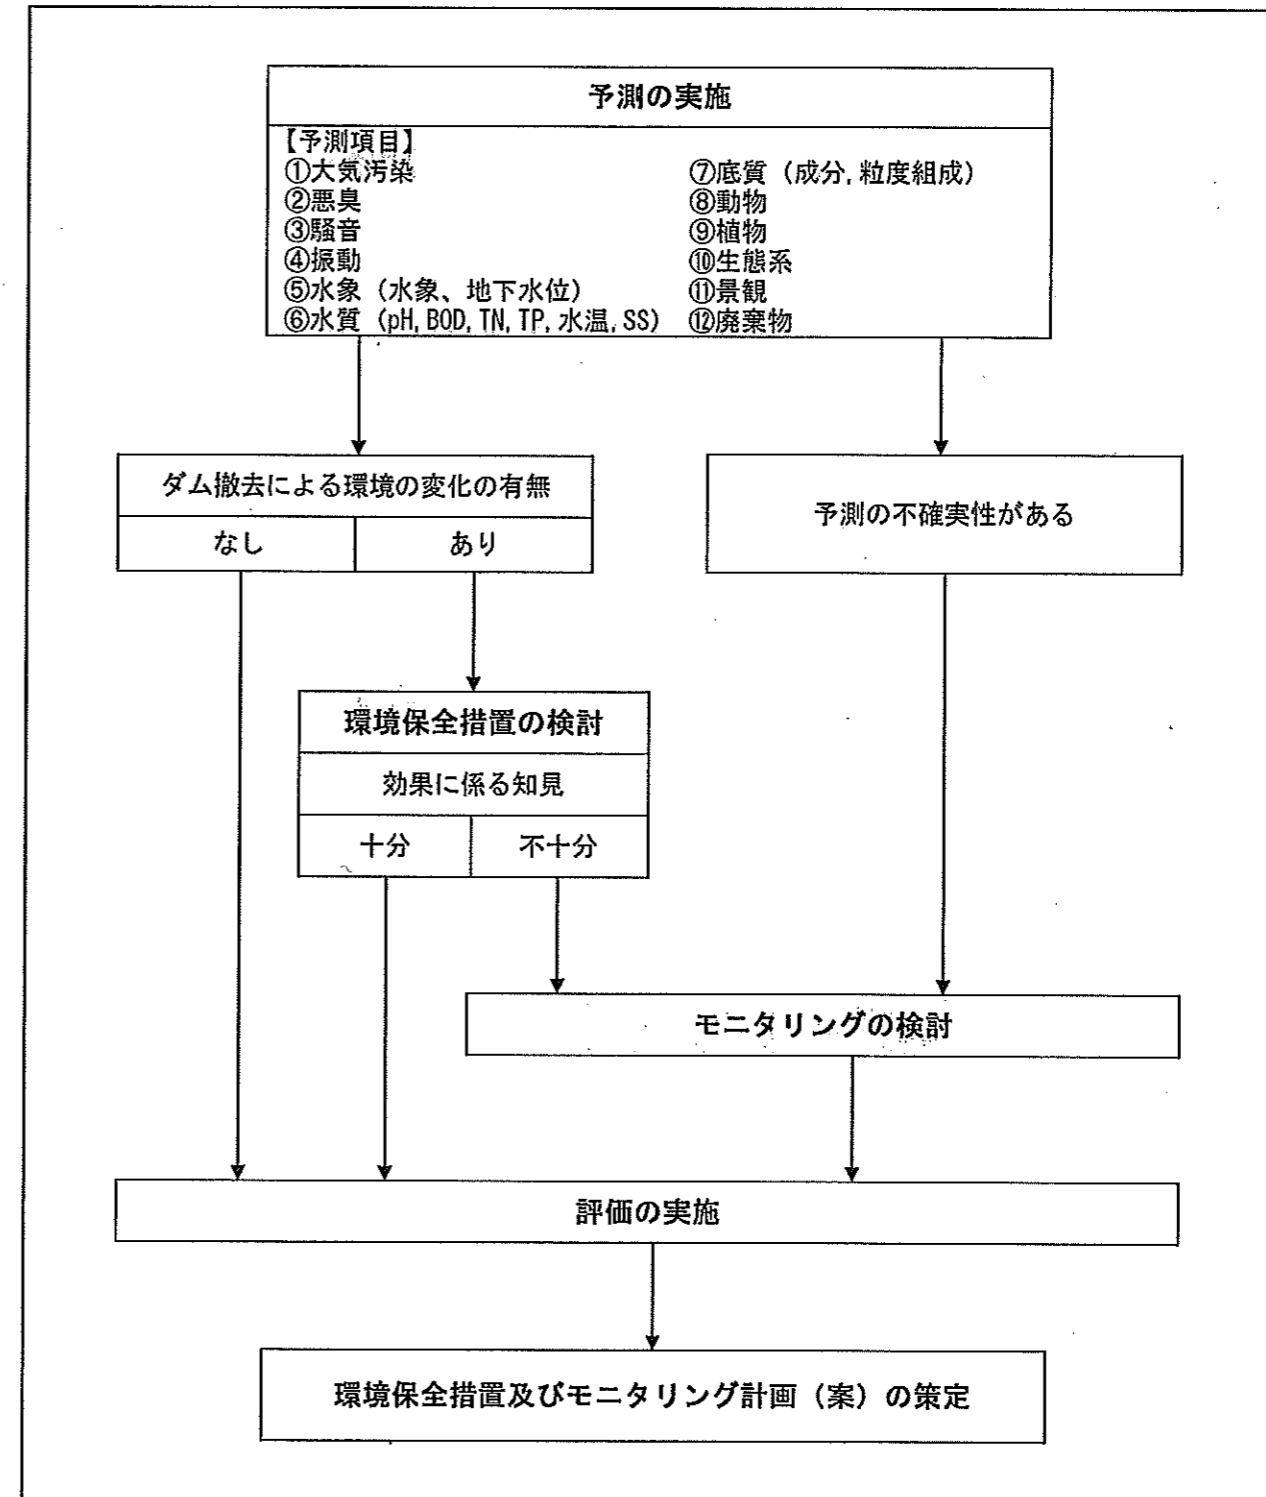 予測の実施
【予測項目】
①大気汚染
②悪臭
③騒音
④振動
⑤水象（水象、地下水位）
⑥水質（pH, BOD, TN, TP, 水温, SS）
⑦底質（成分, 粒度組成）
⑧動物
⑨植物
⑩生態系
⑪景観
⑫廃棄物
ダム撤去による環境の変化の有無
なし
あり
予測の不確実性がある
環境保全措置の検討
効果に係る知見
十分
不十分
モニタリングの検討
評価の実施
環境保全措置及びモニタリング計画（案）の策定